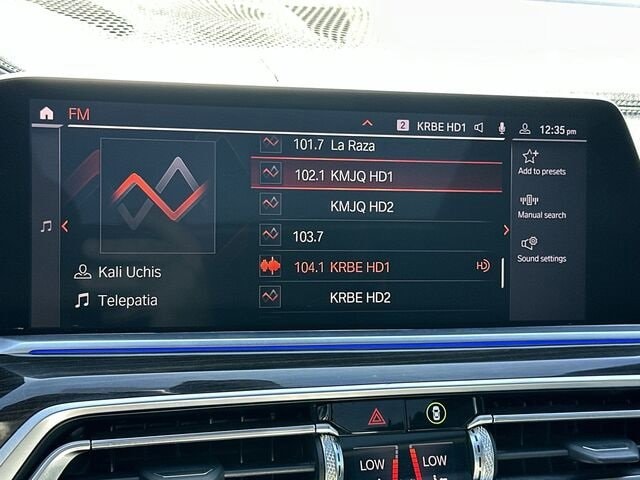 FM
2 KRBE HD1
12:35 pm
101.7 La Raza
102.1 KMJQ HD1
KMJQ HD2
103.7
104.1 KRBE HD1
KRBE HD2
Kali Uchis
Telepatia
Add to presets
Manual search
Sound settings
LOW
LOW